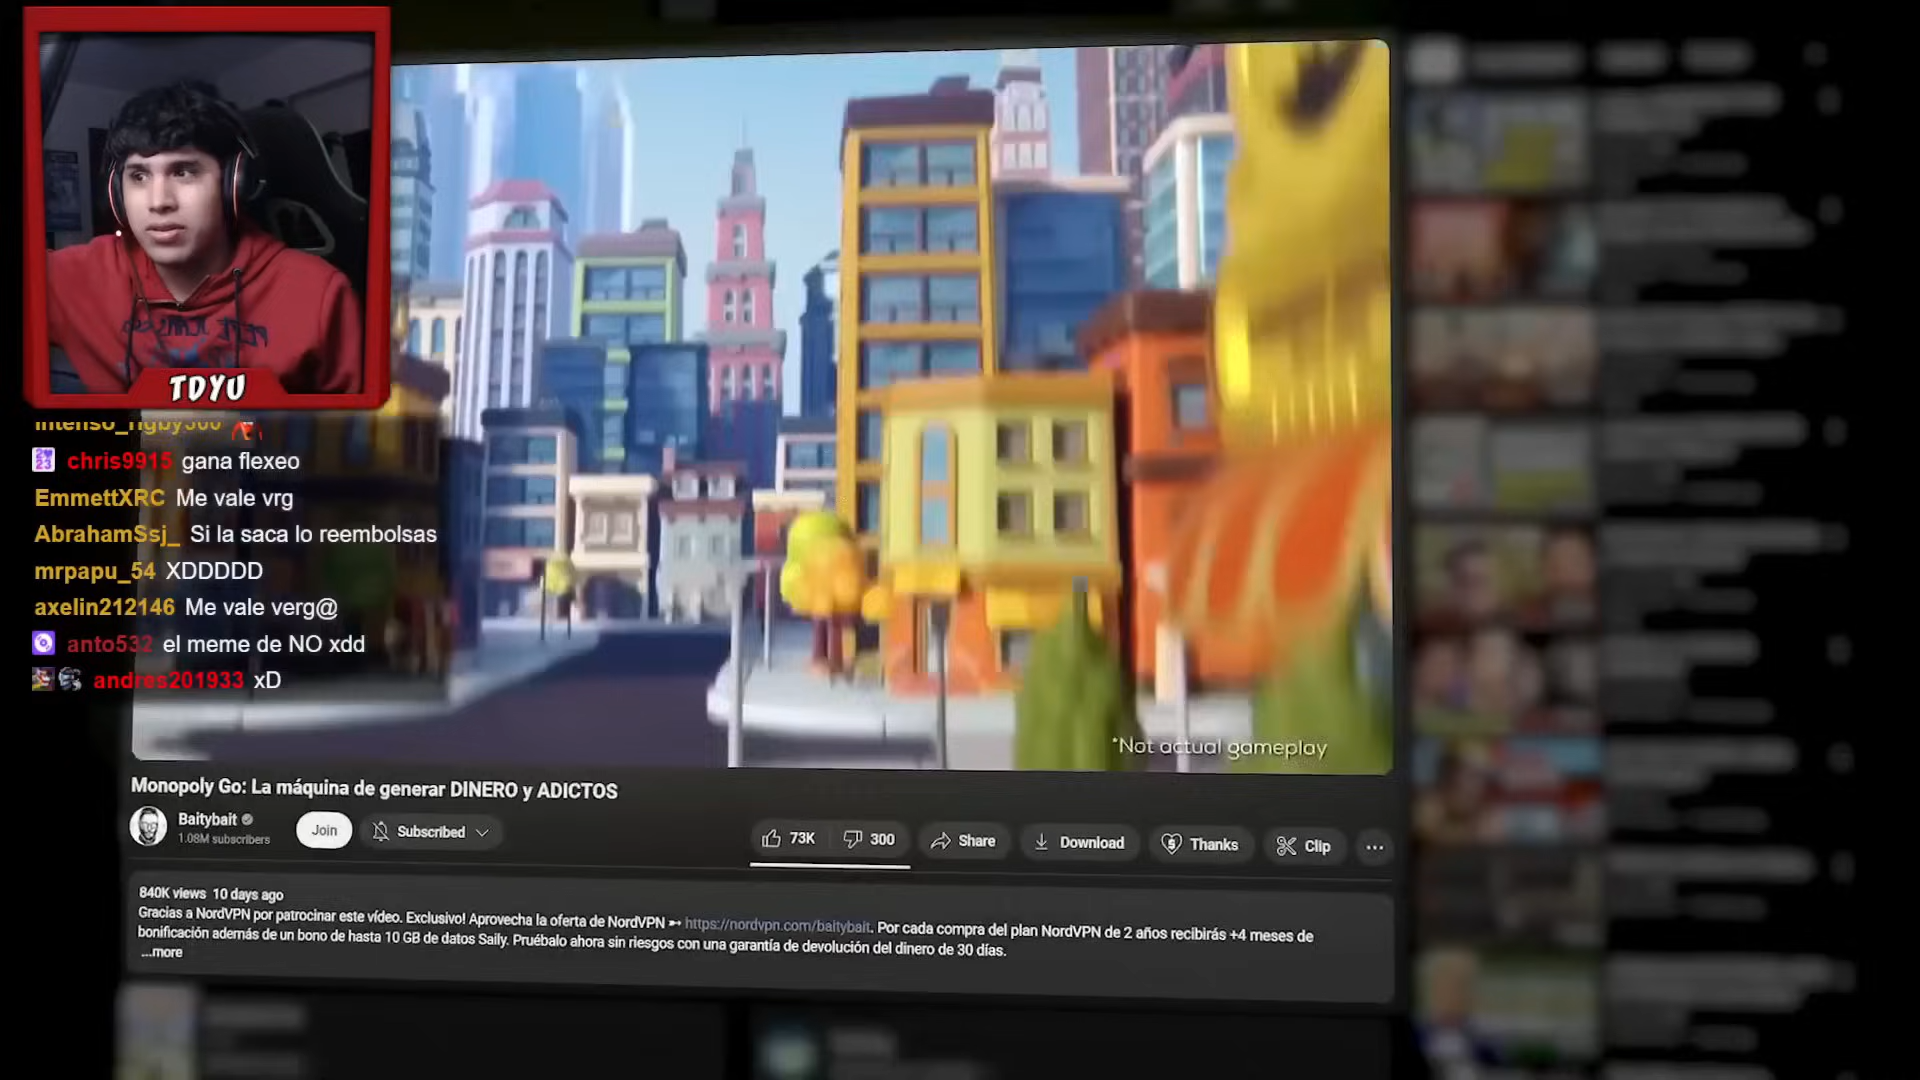 TDYU
intenso_rigby300
chris9915 gana flexeo
EmmettXRC Me vale vrg
AbrahamSsj_ Si la saca lo reembolsas
mrpapu_54 XDDDDD
axelin212146 Me vale verg@
anto532 el meme de NO xdd
andres201933 xD
*Not actual gameplay
Monopoly Go: La máquina de generar DINERO y ADICTOS
Baitybait
1.08M subscribers
Join
Subscribed
73K
300
Share
Download
Thanks
Clip
840K views 10 days ago
Gracias a NordVPN por patrocinar este vídeo. Exclusivo! Aprovecha la oferta de NordVPN ➵ https://nordvpn.com/baitybait. Por cada compra del plan NordVPN de 2 años recibirás +4 meses de
bonificación además de un bono de hasta 10 GB de datos Saily. Pruébalo ahora sin riesgos con una garantía de devolución del dinero de 30 días.
...more